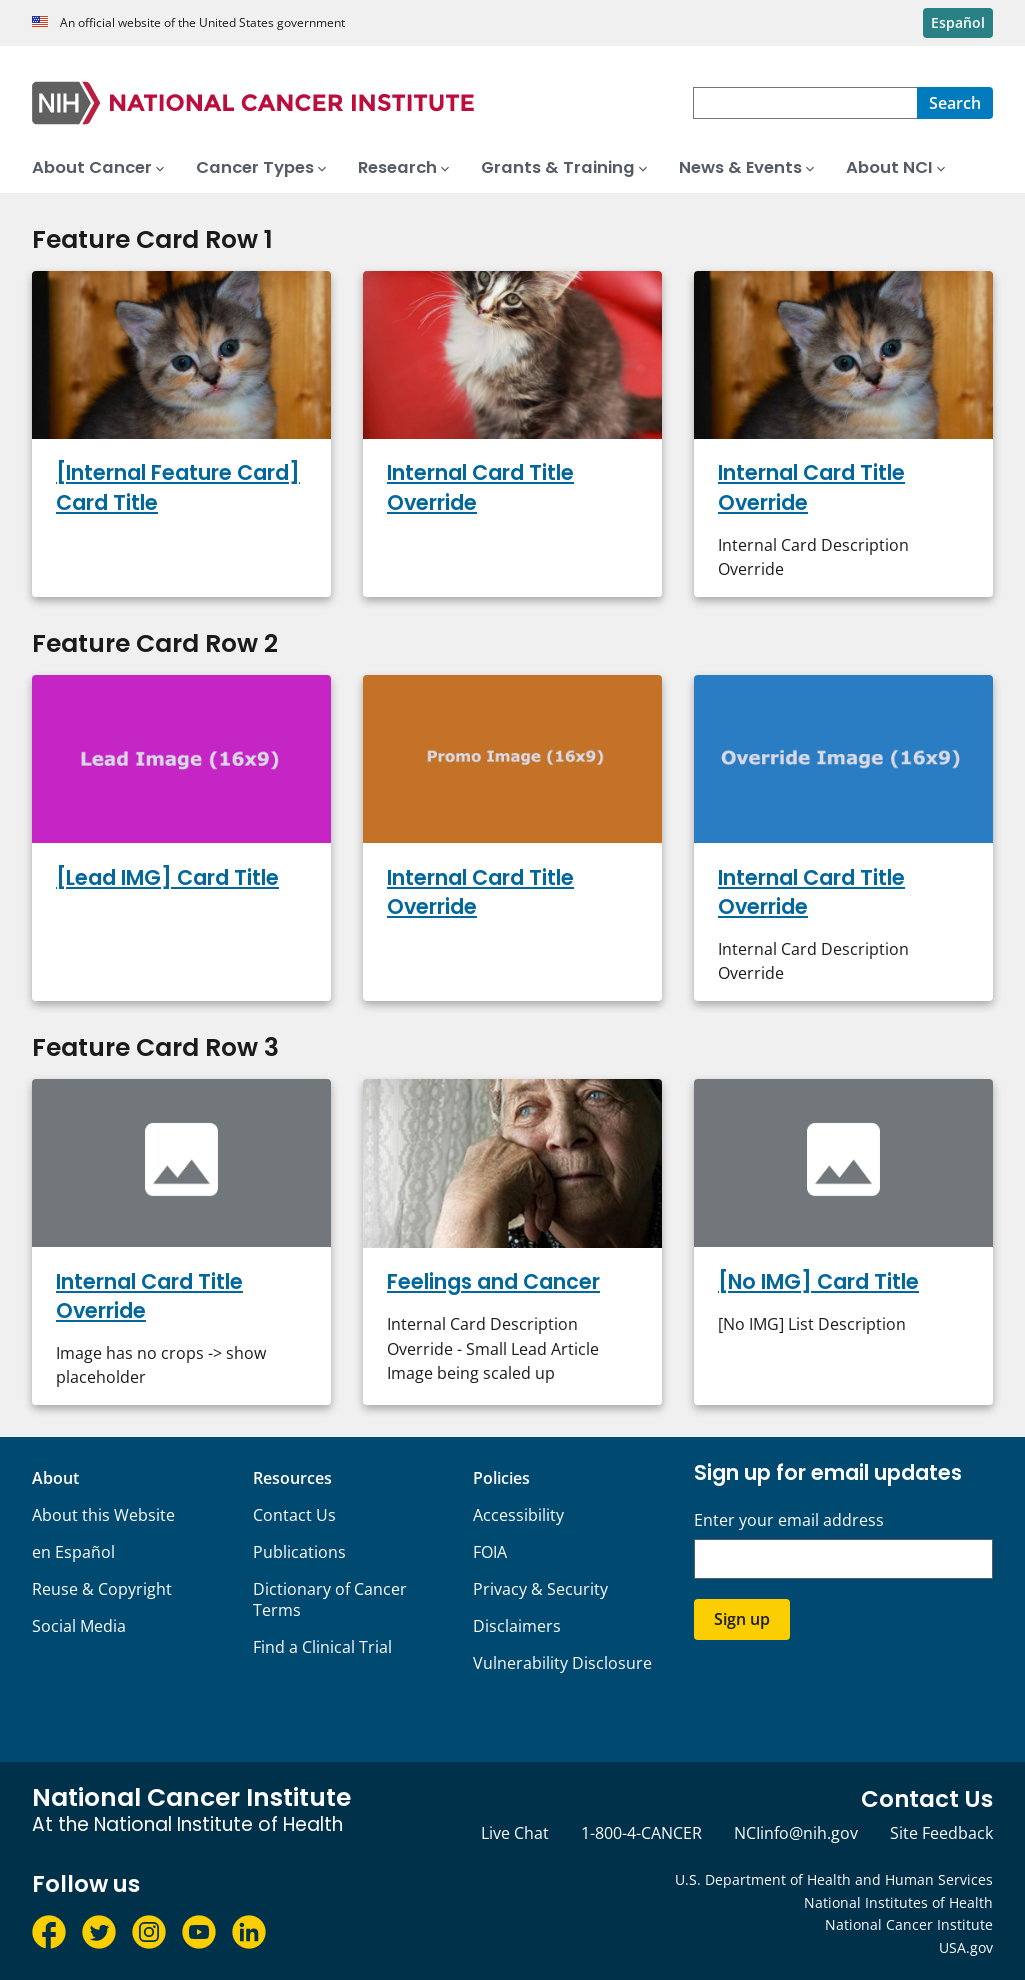 An official website of the United States government
Español
NIH NATIONAL CANCER INSTITUTE
Search
About Cancer Cancer Types Research Grants & Training News & Events About NCI
Feature Card Row 1
[Internal Feature Card]
Card Title
Internal Card Title
Override
Internal Card Title
Override
Internal Card Description
Override
Feature Card Row 2
Lead Image (16x9)
Promo Image (16x9)
Override Image (16x9)
[Lead IMG] Card Title
Internal Card Title
Override
Internal Card Title
Override
Internal Card Description
Override
Feature Card Row 3
Internal Card Title
Override
Image has no crops -> show
placeholder
Feelings and Cancer
Internal Card Description
Override - Small Lead Article
Image being scaled up
[No IMG] Card Title
[No IMG] List Description
About
About this Website
en Español
Reuse & Copyright
Social Media
Resources
Contact Us
Publications
Dictionary of Cancer
Terms
Find a Clinical Trial
Policies
Accessibility
FOIA
Privacy & Security
Disclaimers
Vulnerability Disclosure
Sign up for email updates
Enter your email address
Sign up
National Cancer Institute
At the National Institute of Health
Contact Us
Live Chat 1-800-4-CANCER NCIinfo@nih.gov Site Feedback
Follow us
U.S. Department of Health and Human Services
National Institutes of Health
National Cancer Institute
USA.gov